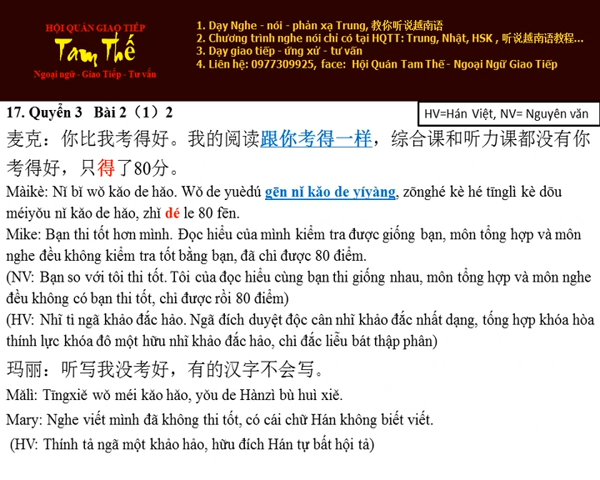 HỘI QUÁN GIAO TIẾP
Tam Thế
Ngoại ngữ - Giao Tiếp - Tư vấn
1. Dạy Nghe - nói - phản xạ Trung, 教你听说越南语
2. Chương trình nghe nói chỉ có tại HQTT: Trung, Nhật, HSK , 听说越南语教程...
3. Dạy giao tiếp - ứng xử - tư vấn
4. Liên hệ: 0977309925, face: Hội Quán Tam Thế - Ngoại Ngữ Giao Tiếp
17. Quyển 3 Bài 2（1）2
HV=Hán Việt, NV= Nguyên văn
麦克：你比我考得好。我的阅读跟你考得一样，综合课和听力课都没有你
考得好，只得了80分。
Màikè: Nǐ bǐ wǒ kǎo de hǎo. Wǒ de yuèdú gēn nǐ kǎo de yíyàng, zōnghé kè hé tīnglì kè dōu
méiyǒu nǐ kǎo de hǎo, zhǐ dé le 80 fēn.
Mike: Bạn thi tốt hơn mình. Đọc hiểu của mình kiểm tra được giống bạn, môn tổng hợp và môn
nghe đều không kiểm tra tốt bằng bạn, đã chỉ được 80 điểm.
(NV: Bạn so với tôi thi tốt. Tôi của đọc hiểu cùng bạn thi giống nhau, môn tổng hợp và môn nghe
đều không có bạn thi tốt, chỉ được rồi 80 điểm)
(HV: Nhĩ tỉ ngã khảo đắc hảo. Ngã đích duyệt độc cân nhĩ khảo đắc nhất dạng, tổng hợp khóa hòa
thính lực khóa đô một hữu nhĩ khảo đắc hảo, chỉ đắc liễu bát thập phân)
玛丽：听写我没考好，有的汉字不会写。
Mǎlì: Tīngxiě wǒ méi kǎo hǎo, yǒu de Hànzì bù huì xiě.
Mary: Nghe viết mình đã không thi tốt, có cái chữ Hán không biết viết.
(HV: Thính tả ngã một khảo hảo, hữu đích Hán tự bất hội tả)